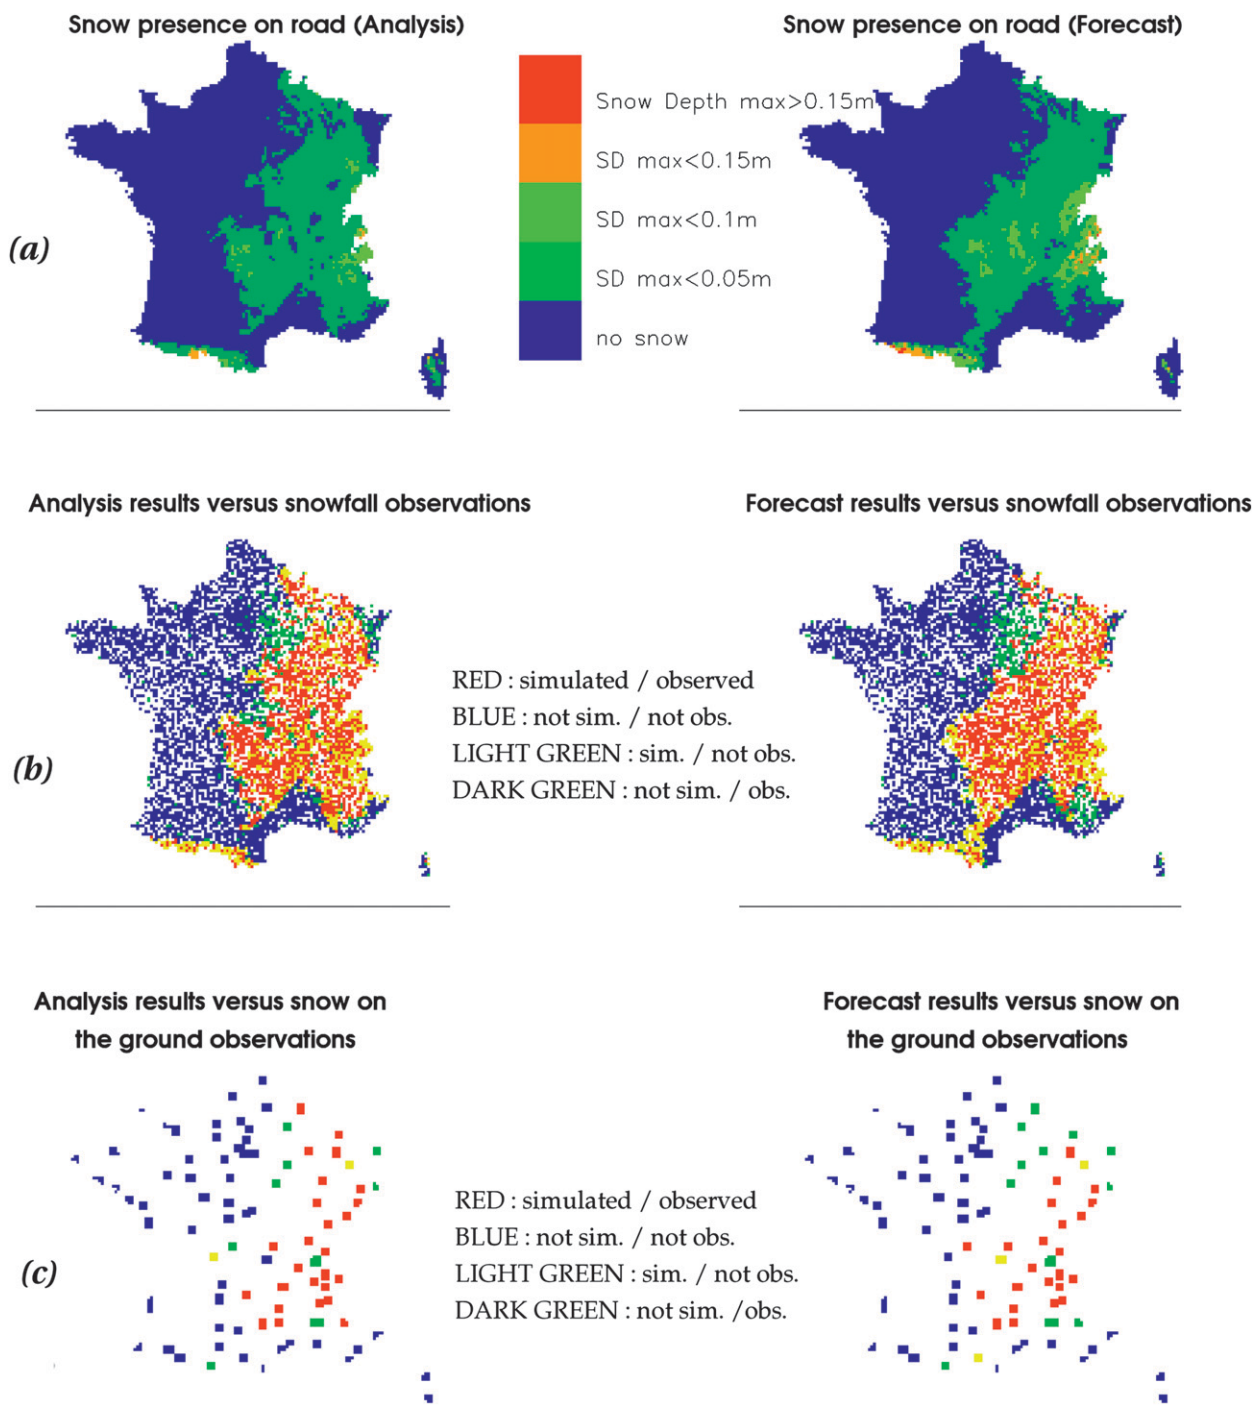 Snow presence on road (Analysis)
Snow presence on road (Forecast)
Snow Depth max>0.15m
SD max<0.15m
SD max<0.1m
SD max<0.05m
no snow
(a)
Analysis results versus snowfall observations
Forecast results versus snowfall observations
RED : simulated / observed
BLUE : not sim. / not obs.
LIGHT GREEN : sim. / not obs.
DARK GREEN : not sim. / obs.
(b)
Analysis results versus snow on
the ground observations
Forecast results versus snow on
the ground observations
RED : simulated / observed
BLUE : not sim. / not obs.
LIGHT GREEN : sim. / not obs.
DARK GREEN : not sim. /obs.
(c)